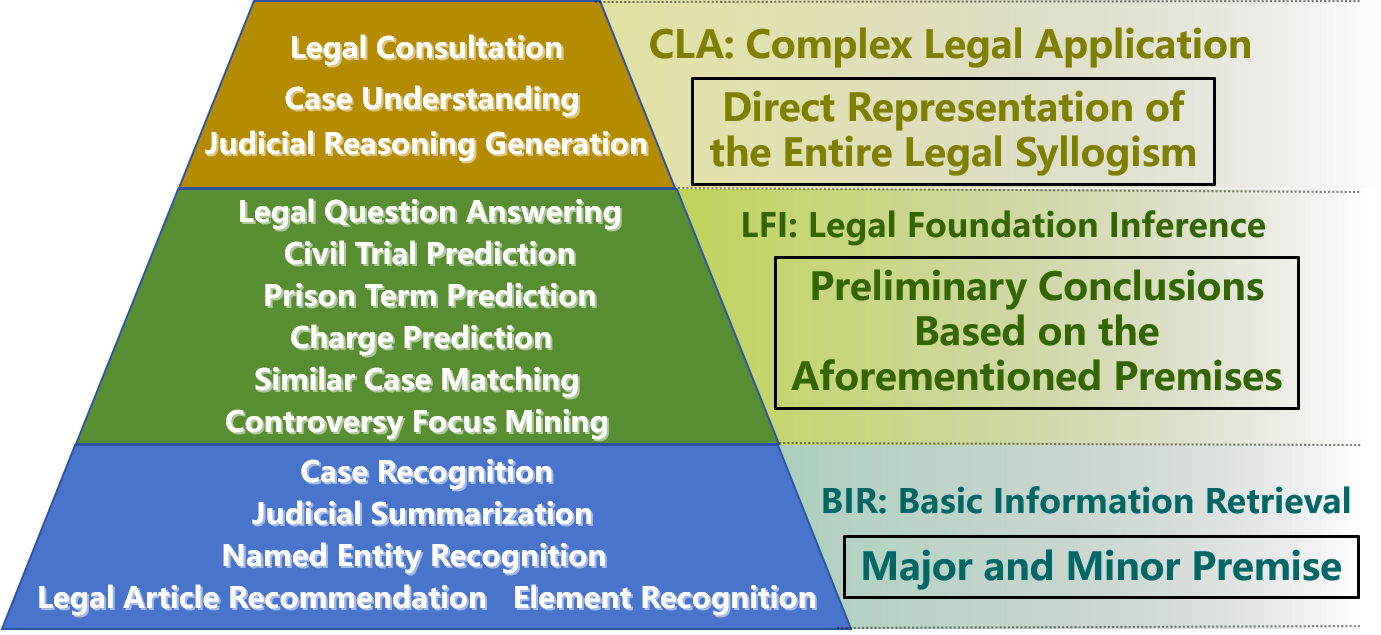 Legal Consultation
Case Understanding
Judicial Reasoning Generation
CLA: Complex Legal Application
Direct Representation of
the Entire Legal Syllogism
Legal Question Answering
Civil Trial Prediction
Prison Term Prediction
Charge Prediction
Similar Case Matching
Controversy Focus Mining
LFI: Legal Foundation Inference
Preliminary Conclusions
Based on the
Aforementioned Premises
Case Recognition
Judicial Summarization
Named Entity Recognition
Legal Article Recommendation Element Recognition
BIR: Basic Information Retrieval
Major and Minor Premise